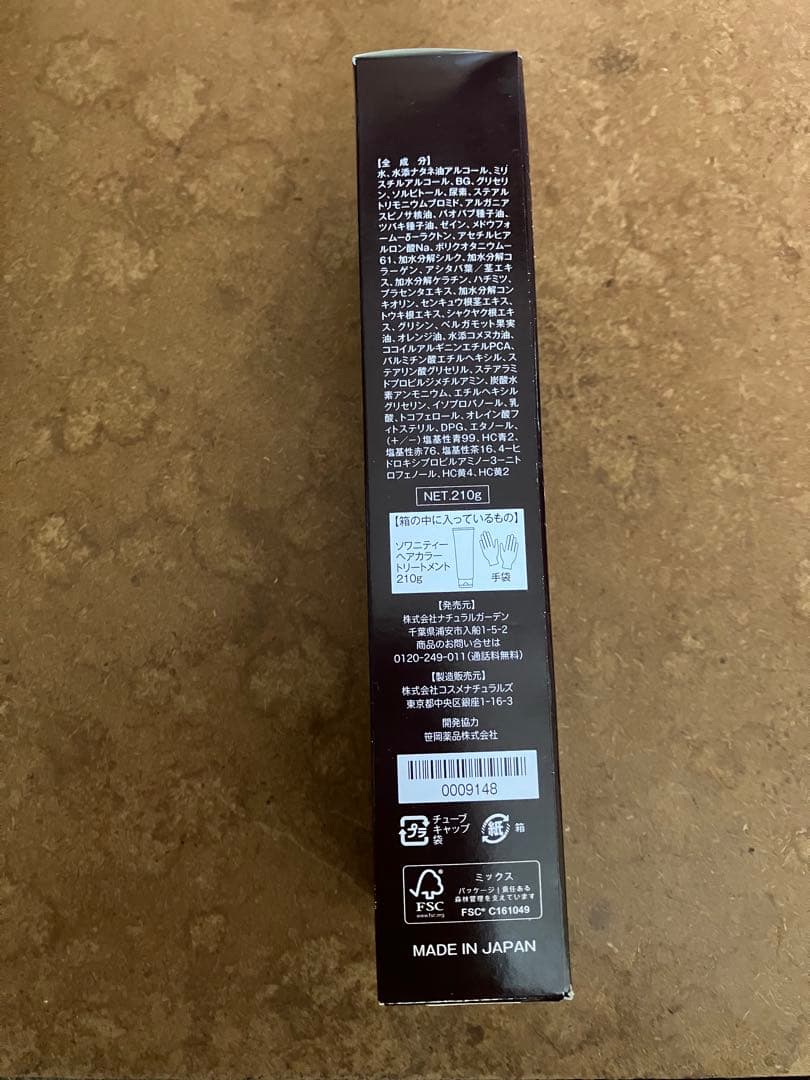 【全 成 分】
水、水添ナタネ油アルコール、ミリ
スチルアルコール、BG、グリセリ
ン、ソルビトール、尿素、ステアル
トリモニウムブロミド、アルガニア
スピノサ核油、バオバブ種子油、
ツバキ種子油、ゼイン、メドウフォ
ームーδーラクトン、アセチルヒア
ルロン酸Na、ポリクオタニウムー
61、加水分解シルク、加水分解コ
ラーゲン、アシタバ葉／茎エキ
ス、加水分解ケラチン、ハチミツ、
プラセンタエキス、加水分解コン
キオリン、センキュウ根茎エキス、
トウキ根エキス、シャクヤク根エキ
ス、グリシン、ベルガモット果実
油、オレンジ油、水添コメヌカ油、
ココイルアルギニンエチルPCA、
パルミチン酸エチルヘキシル、ス
テアリン酸グリセリル、ステアラミ
ドプロピルジメチルアミン、炭酸水
素アンモニウム、エチルヘキシル
グリセリン、イソプロパノール、乳
酸、トコフェロール、オレイン酸フ
ィトステリル、DPG、エタノール、
(＋／−)塩基性青99、HC青2、
塩基性赤76、塩基性茶16、4ーヒ
ドロキシプロピルアミノー3ーニト
ロフェノール、HC黄4、HC黄2
NET.210g
【箱の中に入っているもの】
ソワニティー
ヘアカラー
トリートメント
210g
手袋
【発売元】
株式会社ナチュラルガーデン
千葉県浦安市入船1-5-2
商品のお問い合せは
0120-249-011(通話料無料)
【製造販売元】
株式会社コスメナチュラルズ
東京都中央区銀座1-16-3
開発協力
笹岡薬品株式会社
0009148
プラ
チューブ
キャップ
袋
紙
箱
FSC
www.fsc.org
ミックス
パッケージ｜責任ある
森林管理を支えています
FSC® C161049
MADE IN JAPAN